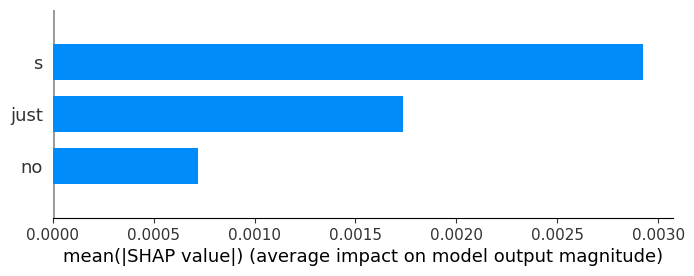 s
just
no
0.0000 0.0005 0.0010 0.0015 0.0020 0.0025 0.0030
mean(|SHAP value|) (average impact on model output magnitude)